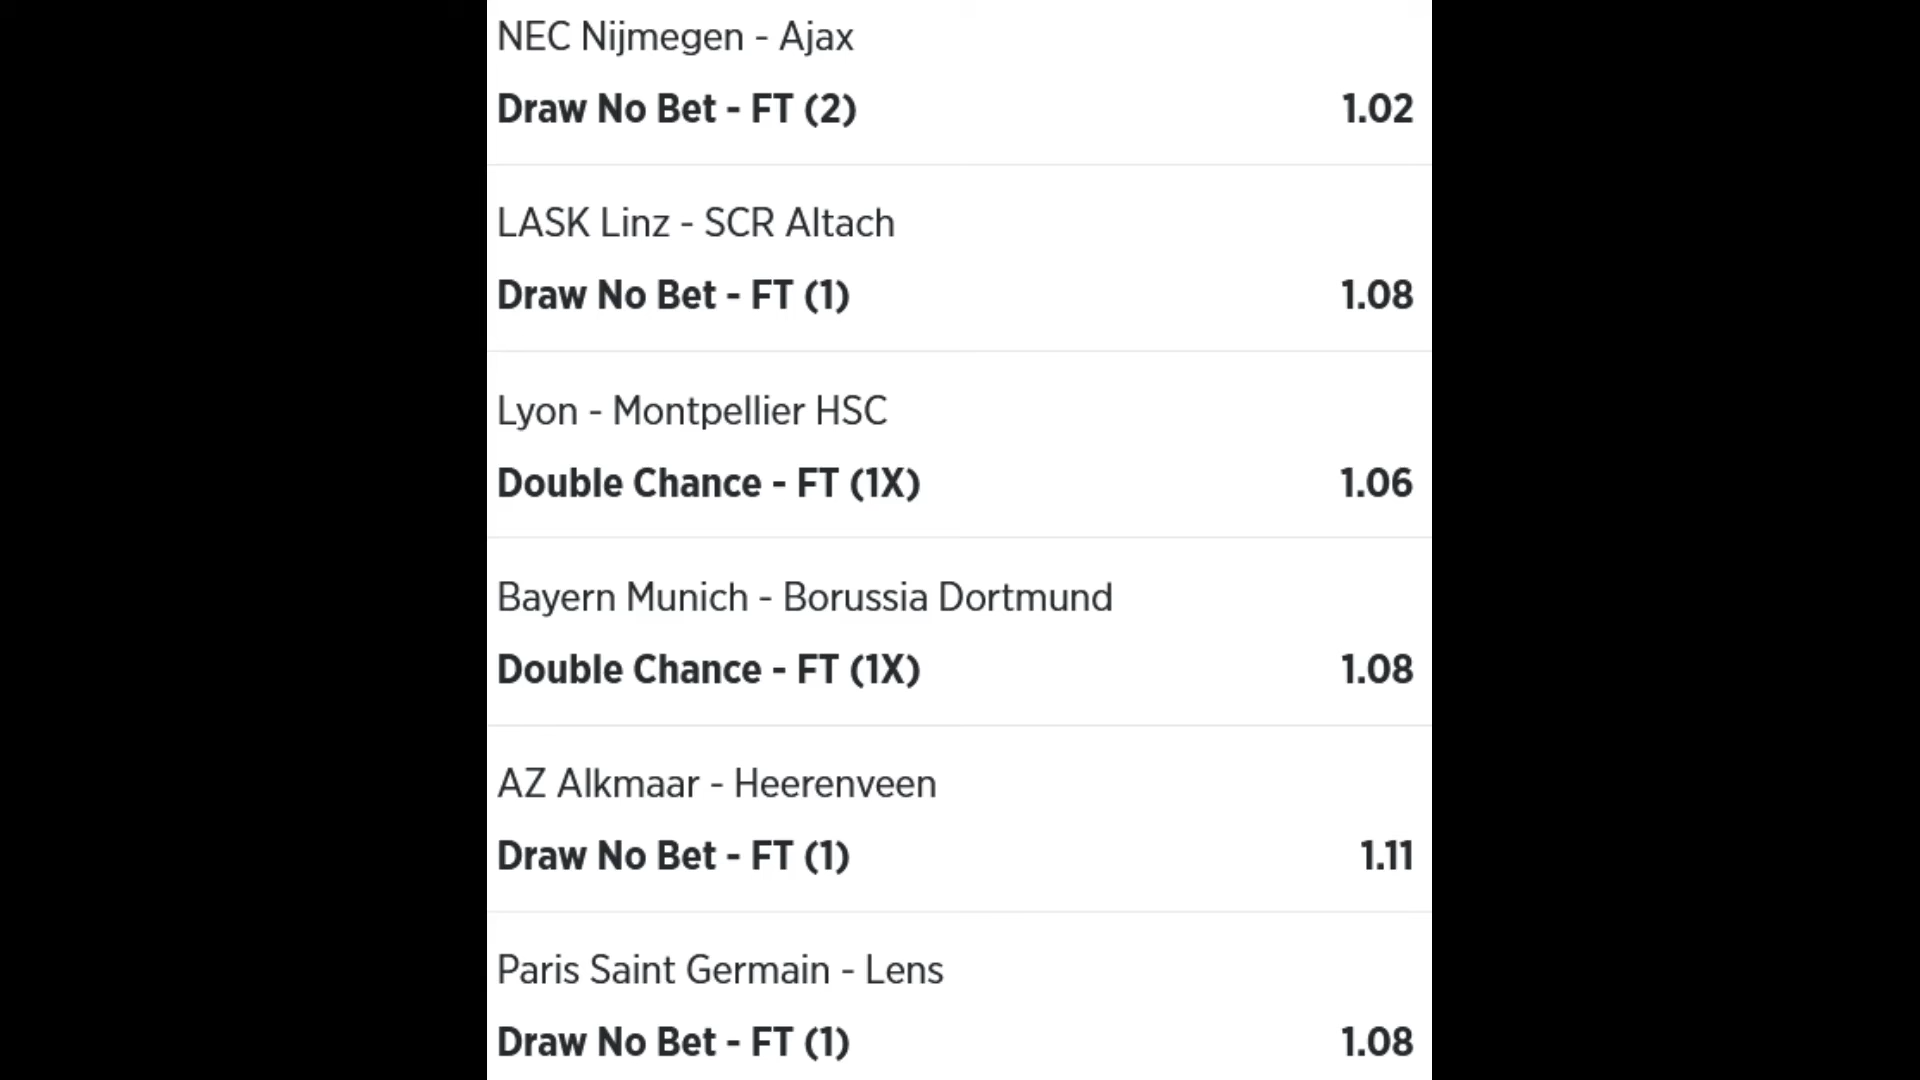 NEC Nijmegen - Ajax
Draw No Bet - FT (2) 1.02
LASK Linz - SCR Altach
Draw No Bet - FT (1) 1.08
Lyon - Montpellier HSC
Double Chance - FT (1X) 1.06
Bayern Munich - Borussia Dortmund
Double Chance - FT (1X) 1.08
AZ Alkmaar - Heerenveen
Draw No Bet - FT (1) 1.11
Paris Saint Germain - Lens
Draw No Bet - FT (1) 1.08